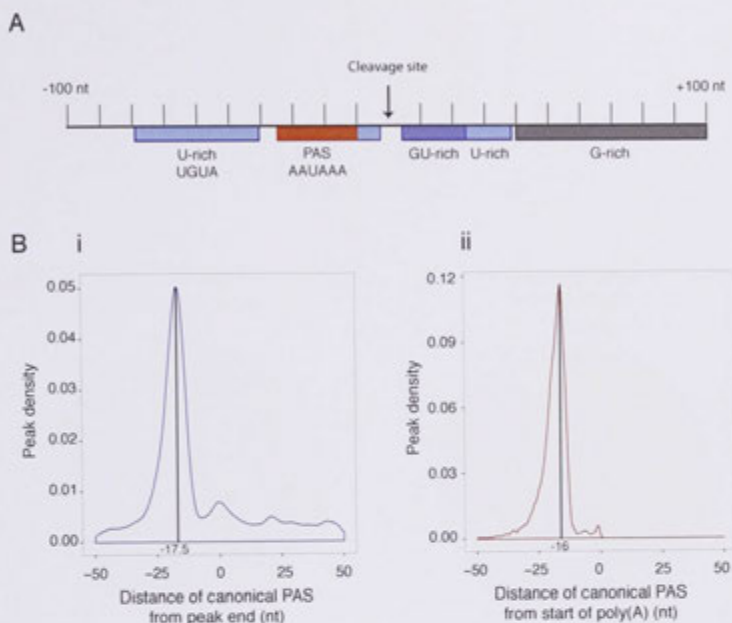 A
Cleavage site
-100 nt
+100 nt
U-rich
UGUA
PAS
AAUAAA
GU-rich
U-rich
G-rich
B
i
0.05
0.04
0.03
0.02
0.01
0.00
Peak density
-17.5
−50
−25
0
25
50
Distance of canonical PAS
from peak end (nt)
ii
0.12
0.09
0.06
0.03
0.00
Peak density
-16
−50
−25
0
25
50
Distance of canonical PAS
from start of poly(A) (nt)